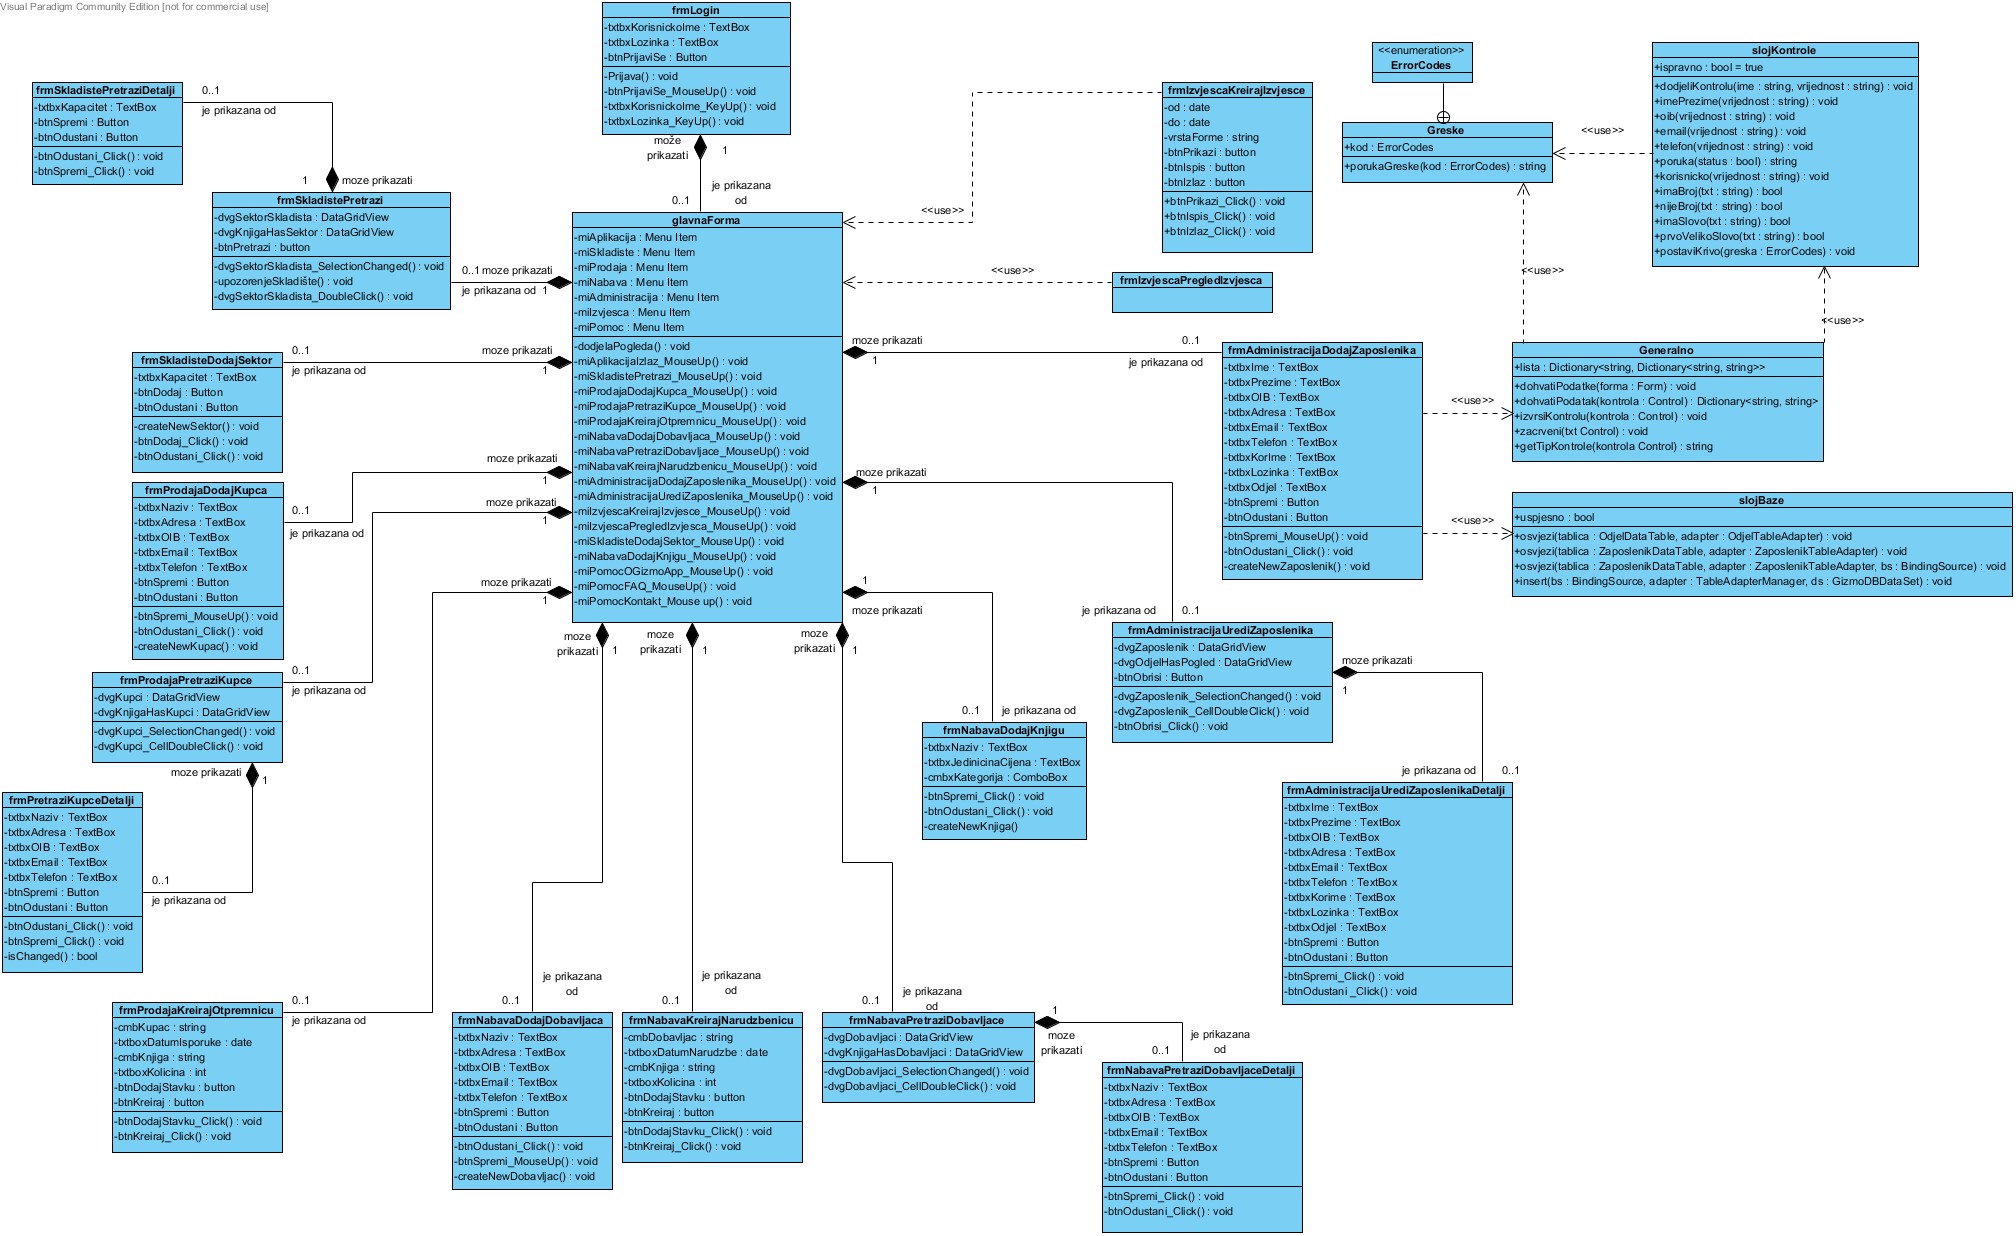 Visual Paradigm Community Edition [not for commercial use]
frmLogin
-txtbxKorisnickoIme : TextBox
-txtbxLozinka : TextBox
-btnPrijaviSe : Button
-Prijava() : void
-btnPrijaviSe_MouseUp() : void
-txtbxKorisnickoIme_KeyUp() : void
-txtbxLozinka_KeyUp() : void
može
prikazati
1
je prikazana
od
0..1
frmSkladistePretraziDetalji
-txtbxKapacitet : TextBox
-btnSpremi : Button
-btnOdustani : Button
-btnOdustani_Click() : void
-btnSpremi_Click() : void
0..1
je prikazana od
1
moze prikazati
frmSkladistePretrazi
-dvgSektorSkladista : DataGridView
-dvgKnjigaHasSektor : DataGridView
-btnPretrazi : button
-dvgSektorSkladista_SelectionChanged() : void
-upozorenjeSkladište() : void
-dvgSektorSkladista_DoubleClick() : void
0..1
moze prikazati
je prikazana od
1
glavnaForma
-miAplikacija : Menu Item
-miSkladiste : Menu Item
-miProdaja : Menu Item
-miNabava : Menu Item
-miAdministracija : Menu Item
-miIzvjesca : Menu Item
-miPomoc : Menu Item
-dodjelaPogleda() : void
-miAplikacijaIzlaz_MouseUp() : void
-miSkladistePretrazi_MouseUp() : void
-miProdajaDodajKupca_MouseUp() : void
-miProdajaPretraziKupce_MouseUp() : void
-miProdajaKreirajOtpremnicu_MouseUp() : void
-miNabavaDodajDobavljaca_MouseUp() : void
-miNabavaPretraziDobavljace_MouseUp() : void
-miNabavaKreirajNarudzbenicu_MouseUp() : void
-miAdministracijaDodajZaposlenika_MouseUp() : void
-miAdministracijaUrediZaposlenika_MouseUp() : void
-miIzvjescaKreirajIzvjesce_MouseUp() : void
-miIzvjescaPregledIzvjesca_MouseUp() : void
-miSkladisteDodajSektor_MouseUp() : void
-miNabavaDodajKnjigu_MouseUp() : void
-miPomocOGizmoApp_MouseUp() : void
-miPomocFAQ_MouseUp() : void
-miPomocKontakt_Mouse up() : void
frmIzvjescaKreirajIzvjesce
-od : date
-do : date
-vrstaForme : string
-btnPrikazi : button
-btnIspis : button
-btnIzlaz : button
+btnPrikazi_Click() : void
+btnIspis_Click() : void
+btnIzlaz_Click() : void
<<use>>
frmIzvjescaPregledIzvjesca
<<use>>
<<enumeration>>
ErrorCodes
Greske
+kod : ErrorCodes
+porukaGreske(kod : ErrorCodes) : string
<<use>>
slojKontrole
+ispravno : bool = true
+dodjeliKontrolu(ime : string, vrijednost : string) : void
+imePrezime(vrijednost : string) : void
+oib(vrijednost : string) : void
+email(vrijednost : string) : void
+telefon(vrijednost : string) : void
+poruka(status : bool) : string
+korisnicko(vrijednost : string) : void
+imaBroj(txt : string) : bool
+nijeBroj(txt : string) : bool
+imaSlovo(txt : string) : bool
+prvoVelikoSlovo(txt : string) : bool
+postaviKrivo(greska : ErrorCodes) : void
<<use>>
<<use>>
Generalno
+lista : Dictionary<string, Dictionary<string, string>>
+dohvatiPodatke(forma : Form) : void
+dohvatiPodatak(kontrola : Control) : Dictionary<string, string>
+izvrsiKontrolu(kontrola : Control) : void
+zacrveni(txt Control) : void
+getTipKontrole(kontrola Control) : string
slojBaze
+uspjesno : bool
+osvjezi(tablica : OdjelDataTable, adapter : OdjelTableAdapter) : void
+osvjezi(tablica : ZaposlenikDataTable, adapter : ZaposlenikTableAdapter) : void
+osvjezi(tablica : ZaposlenikDataTable, adapter : ZaposlenikTableAdapter, bs : BindingSource) : void
+insert(bs : BindingSource, adapter : TableAdapterManager, ds : GizmoDBDataSet) : void
moze prikazati
1
0..1
je prikazana od
frmAdministracijaDodajZaposlenika
-txtbxIme : TextBox
-txtbxPrezime : TextBox
-txtbxOIB : TextBox
-txtbxAdresa : TextBox
-txtbxEmail : TextBox
-txtbxTelefon : TextBox
-txtbxKorIme : TextBox
-txtbxLozinka : TextBox
-txtbxOdjel : TextBox
-btnSpremi : Button
-btnOdustani : Button
-btnSpremi_MouseUp() : void
-btnOdustani_Click() : void
-createNewZaposlenik() : void
<<use>>
<<use>>
frmSkladisteDodajSektor
-txtbxKapacitet : TextBox
-btnDodaj : Button
-btnOdustani : Button
-createNewSektor() : void
-btnDodaj_Click() : void
-btnOdustani_Click() : void
0..1
je prikazana od
moze prikazati
1
frmProdajaDodajKupca
-txtbxNaziv : TextBox
-txtbxAdresa : TextBox
-txtbxOIB : TextBox
-txtbxEmail : TextBox
-txtbxTelefon : TextBox
-btnSpremi : Button
-btnOdustani : Button
-btnSpremi_MouseUp() : void
-btnOdustani_Click() : void
-createNewKupac() : void
0..1
je prikazana od
moze prikazati
1
frmProdajaPretraziKupce
-dvgKupci : DataGridView
-dvgKnjigaHasKupci : DataGridView
-dvgKupci_SelectionChanged() : void
-dvgKupci_CellDoubleClick() : void
0..1
je prikazana od
moze prikazati
1
moze prikazati
1
frmPretraziKupceDetalji
-txtbxNaziv : TextBox
-txtbxAdresa : TextBox
-txtbxOIB : TextBox
-txtbxEmail : TextBox
-txtbxTelefon : TextBox
-btnSpremi : Button
-btnOdustani : Button
-btnOdustani_Click() : void
-btnSpremi_Click() : void
-isChanged() : bool
0..1
je prikazana od
frmProdajaKreirajOtpremnicu
-cmbKupac : string
-txtboxDatumIsporuke : date
-cmbKnjiga : string
-txtboxKolicina : int
-btnDodajStavku : button
-btnKreiraj : button
-btnDodajStavku_Click() : void
-btnKreiraj_Click() : void
0..1
je prikazana od
moze prikazati
1
moze
prikazati
1
je prikazana
od
0..1
frmNabavaDodajDobavljaca
-txtbxNaziv : TextBox
-txtbxAdresa : TextBox
-txtbxOIB : TextBox
-txtbxEmail : TextBox
-txtbxTelefon : TextBox
-btnSpremi : Button
-btnOdustani : Button
-btnOdustani_Click() : void
-btnSpremi_MouseUp() : void
-createNewDobavljac() : void
moze
prikazati
1
je prikazana
od
0..1
frmNabavaKreirajNarudzbenicu
-cmbDobavljac : string
-txtboxDatumNarudzbe : date
-cmbKnjiga : string
-txtboxKolicina : int
-btnDodajStavku : button
-btnKreiraj : button
-btnDodajStavku_Click() : void
-btnKreiraj_Click() : void
moze
prikazati
1
je prikazana
od
0..1
frmNabavaPretraziDobavljace
-dvgDobavljaci : DataGridView
-dvgKnjigaHasDobavljaci : DataGridView
-dvgDobavljaci_SelectionChanged() : void
-dvgDobavljaci_CellDoubleClick() : void
1
moze
prikazati
je prikazana
od
0..1
frmNabavaPretraziDobavljaceDetalji
-txtbxNaziv : TextBox
-txtbxAdresa : TextBox
-txtbxOIB : TextBox
-txtbxEmail : TextBox
-txtbxTelefon : TextBox
-btnSpremi : Button
-btnOdustani : Button
-btnSpremi_Click() : void
-btnOdustani_Click() : void
1
moze prikazati
0..1
je prikazana od
frmNabavaDodajKnjigu
-txtbxNaziv : TextBox
-txtbxJedinicinaCijena : TextBox
-cmbxKategorija : ComboBox
-btnSpremi_Click() : void
-btnOdustani_Click() : void
-createNewKnjiga()
moze prikazati
1
je prikazana od
0..1
frmAdministracijaUrediZaposlenika
-dvgZaposlenik : DataGridView
-dvgOdjelHasPogled : DataGridView
-btnObrisi : Button
-dvgZaposlenik_SelectionChanged() : void
-dvgZaposlenik_CellDoubleClick() : void
-btnObrisi_Click() : void
moze prikazati
1
je prikazana od
0..1
frmAdministracijaUrediZaposlenikaDetalji
-txtbxIme : TextBox
-txtbxPrezime : TextBox
-txtbxOIB : TextBox
-txtbxAdresa : TextBox
-txtbxEmail : TextBox
-txtbxTelefon : TextBox
-txtbxKorime : TextBox
-txtbxLozinka : TextBox
-txtbxOdjel : TextBox
-btnSpremi : Button
-btnOdustani : Button
-btnSpremi_Click() : void
-btnOdustani _Click() : void